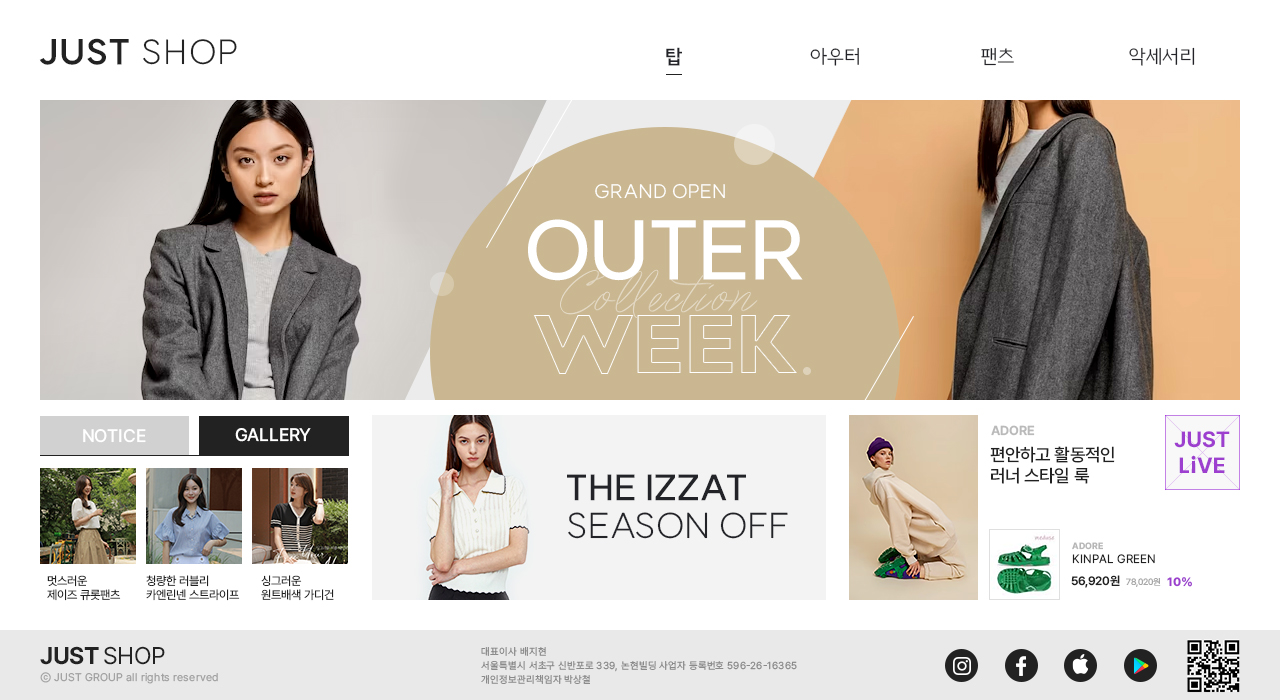 JUST SHOP
탑
아우터
팬츠
악세서리
GRAND OPEN
OUTER
Collection
WEEK.
NOTICE
GALLERY
멋스러운
제이즈 큐롯팬츠
청량한 러블리
카엔린넨 스트라이프
싱그러운
원트배색 가디건
THE IZZAT
SEASON OFF
ADORE
편안하고 활동적인
러너 스타일 룩
JUST
LiVE
ADORE
KINPAL GREEN
56,920원 78,020원 10%
JUST SHOP
ⓒ JUST GROUP all rights reserved
대표이사 배지현
서울특별시 서초구 신반포로 339, 논현빌딩 사업자 등록번호 596-26-16365
개인정보관리책임자 박상철